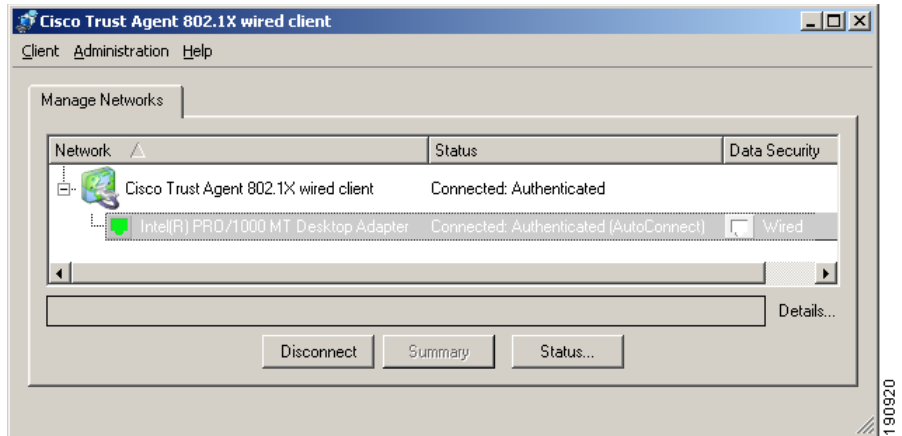 Cisco Trust Agent 802.1X wired client
Client Administration Help
Manage Networks
Network Status Data Security
Cisco Trust Agent 802.1X wired client Connected: Authenticated
Intel(R) PRO/1000 MT Desktop Adapter Connected: Authenticated (AutoConnect) Wired
Details...
Disconnect Summary Status...
190920